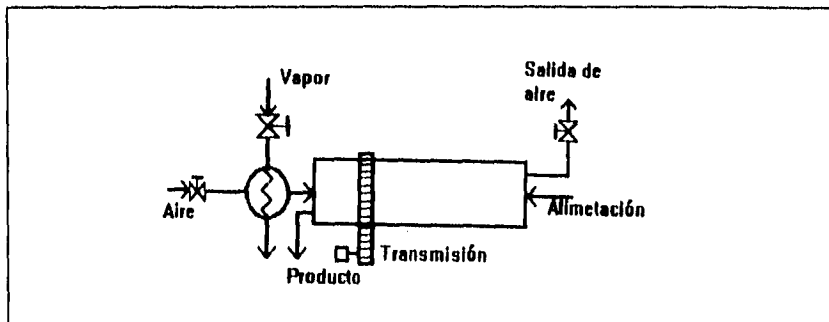 Vapor
Salida de
aire
Aire
Alimetación
Transmisión
Producto